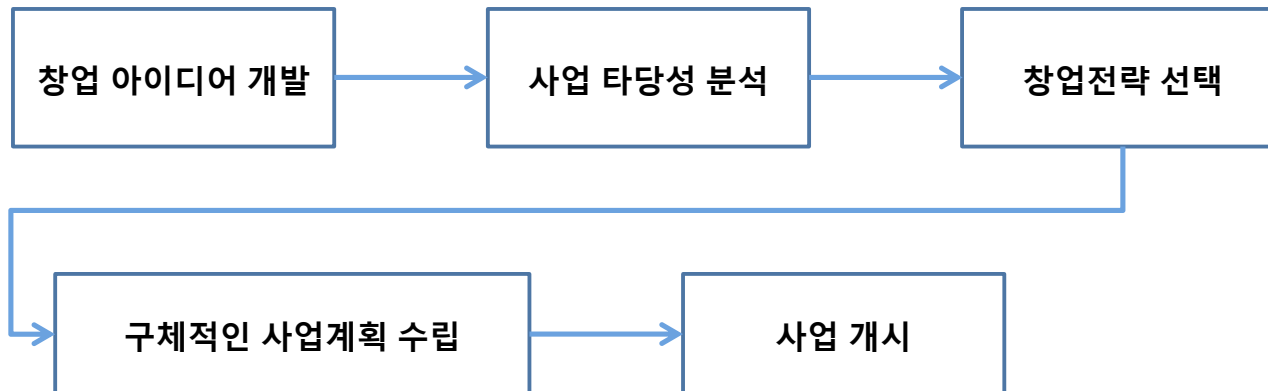 창업 아이디어 개발
사업 타당성 분석
창업전략 선택
구체적인 사업계획 수립
사업 개시